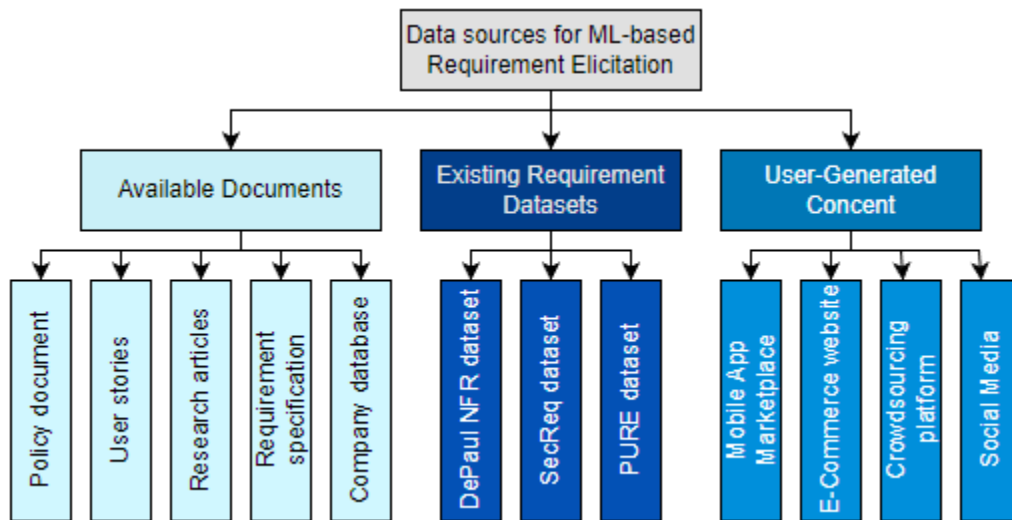 Data sources for ML-based
Requirement Elicitation
Available Documents
Existing Requirement
Datasets
User-Generated
Concent
Policy document
User stories
Research articles
Requirement
specification
Company database
DePaul NFR dataset
SecReq dataset
PURE dataset
Mobile App
Marketplace
E-Commerce website
Crowdsourcing
platform
Social Media